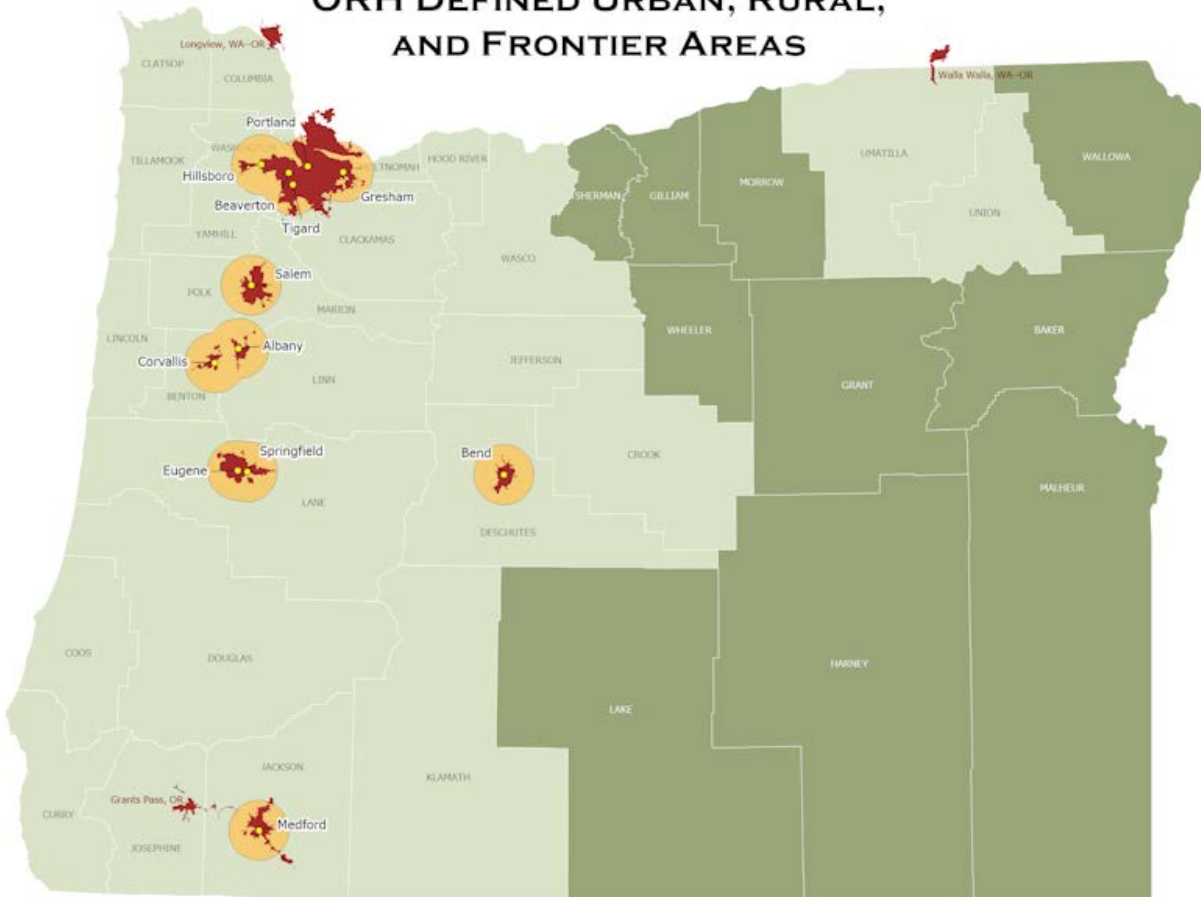 ORH DEFINED URBAN, RURAL,
AND FRONTIER AREAS
Longview, WA-OR
CLATSOP
COLUMBIA
Walla Walla, WA-OR
Portland
TILLAMOOK
HOOD RIVER
UMATILLA
WALLOWA
Hillsboro
SHERMAN
GILLIAM
MORROW
Beaverton
Gresham
Tigard
UNION
YAMHILL
CLACKAMAS
WASCO
Salem
POLK
MARION
LINCOLN
WHEELER
BAKER
Albany
Corvallis
JEFFERSON
LINN
GRANT
BENTON
Springfield
Bend
Eugene
CROOK
LANE
MALHEUR
DESCHUTES
COOS
DOUGLAS
HARNEY
LAKE
JACKSON
KLAMATH
Grants Pass, OR
CURRY
Medford
JOSEPHINE